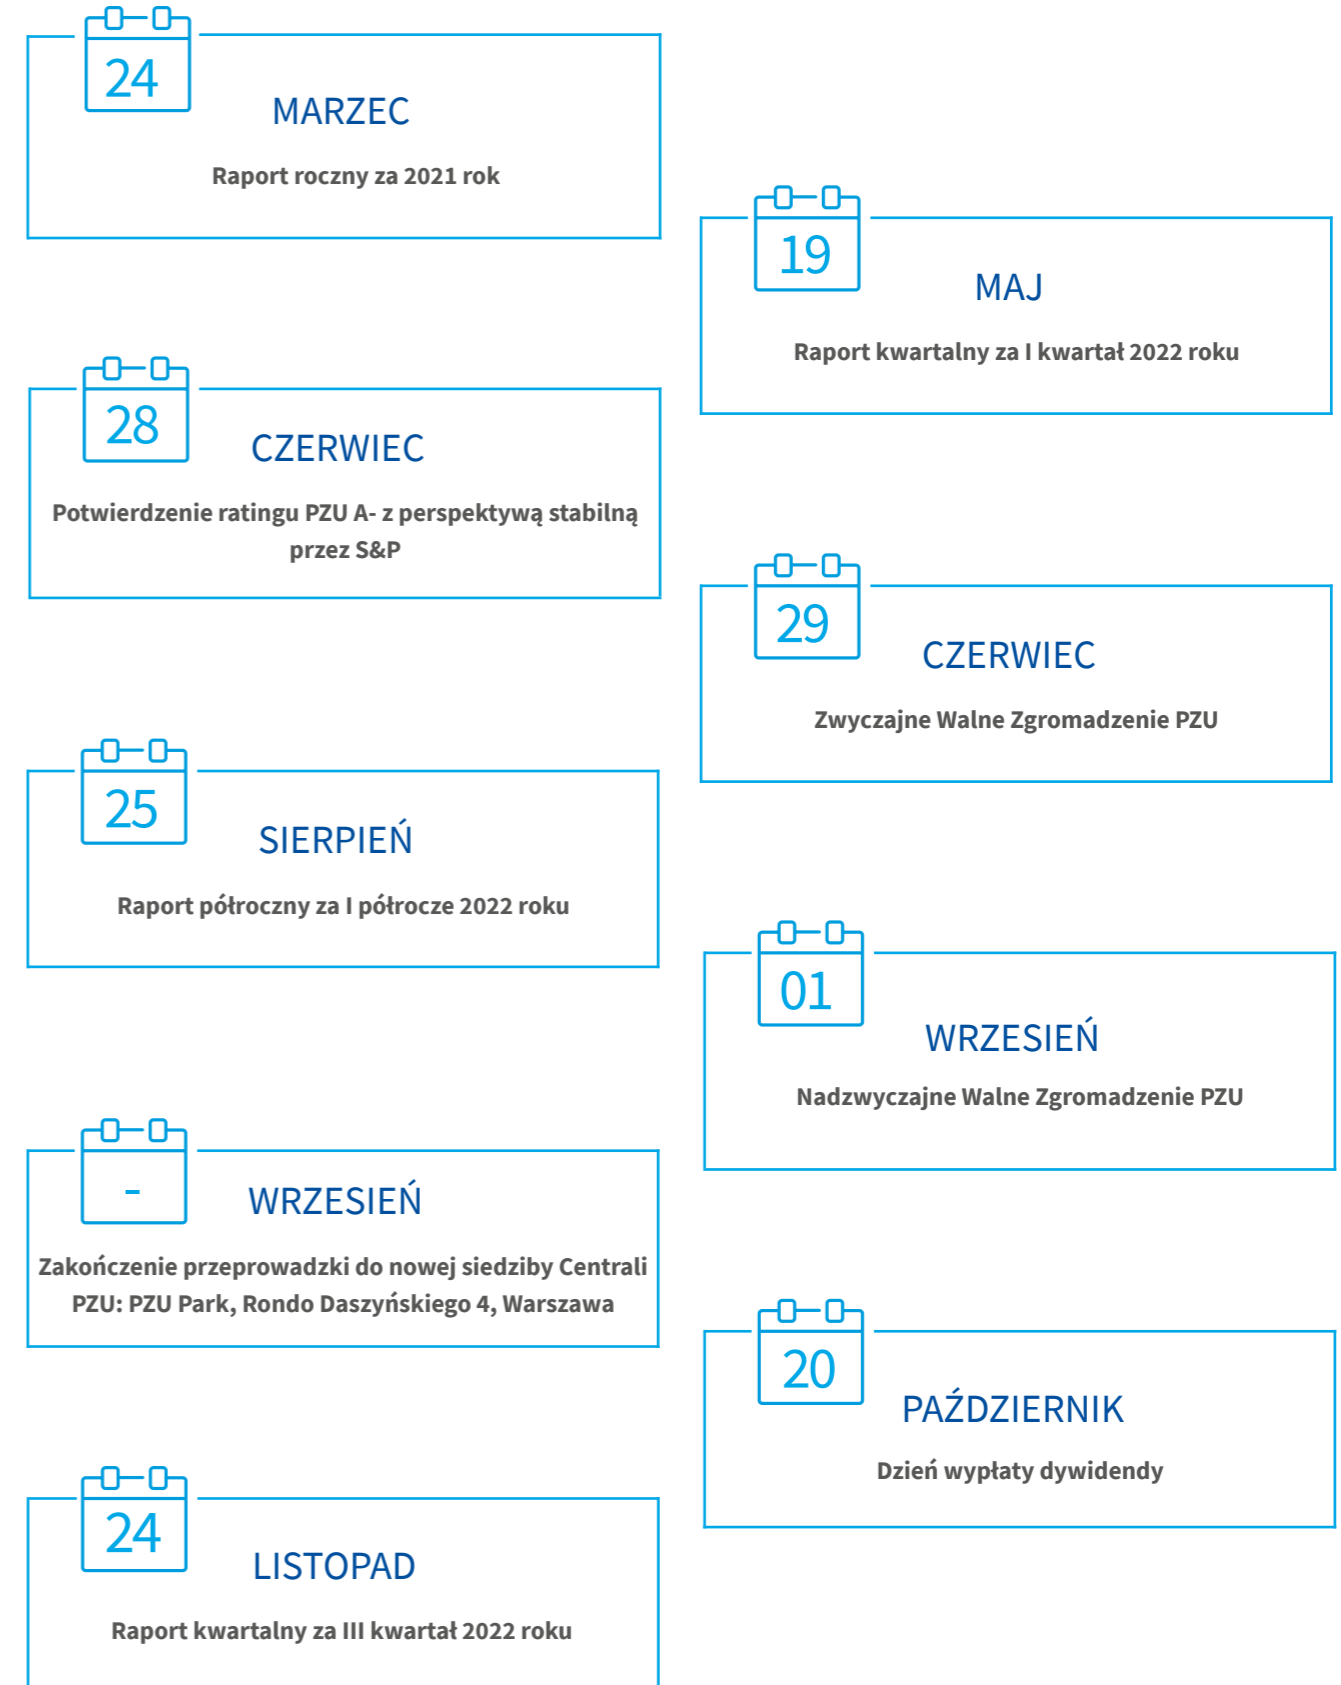 24
MARZEC
Raport roczny za 2021 rok
19
MAJ
Raport kwartalny za I kwartał 2022 roku
28
CZERWIEC
Potwierdzenie ratingu PZU A- z perspektywą stabilną
przez S&P
29
CZERWIEC
Zwyczajne Walne Zgromadzenie PZU
25
SIERPIEŃ
Raport półroczny za I półrocze 2022 roku
01
WRZESIEŃ
Nadzwyczajne Walne Zgromadzenie PZU
-
WRZESIEŃ
Zakończenie przeprowadzki do nowej siedziby Centrali
PZU: PZU Park, Rondo Daszyńskiego 4, Warszawa
20
PAŹDZIERNIK
Dzień wypłaty dywidendy
24
LISTOPAD
Raport kwartalny za III kwartał 2022 roku